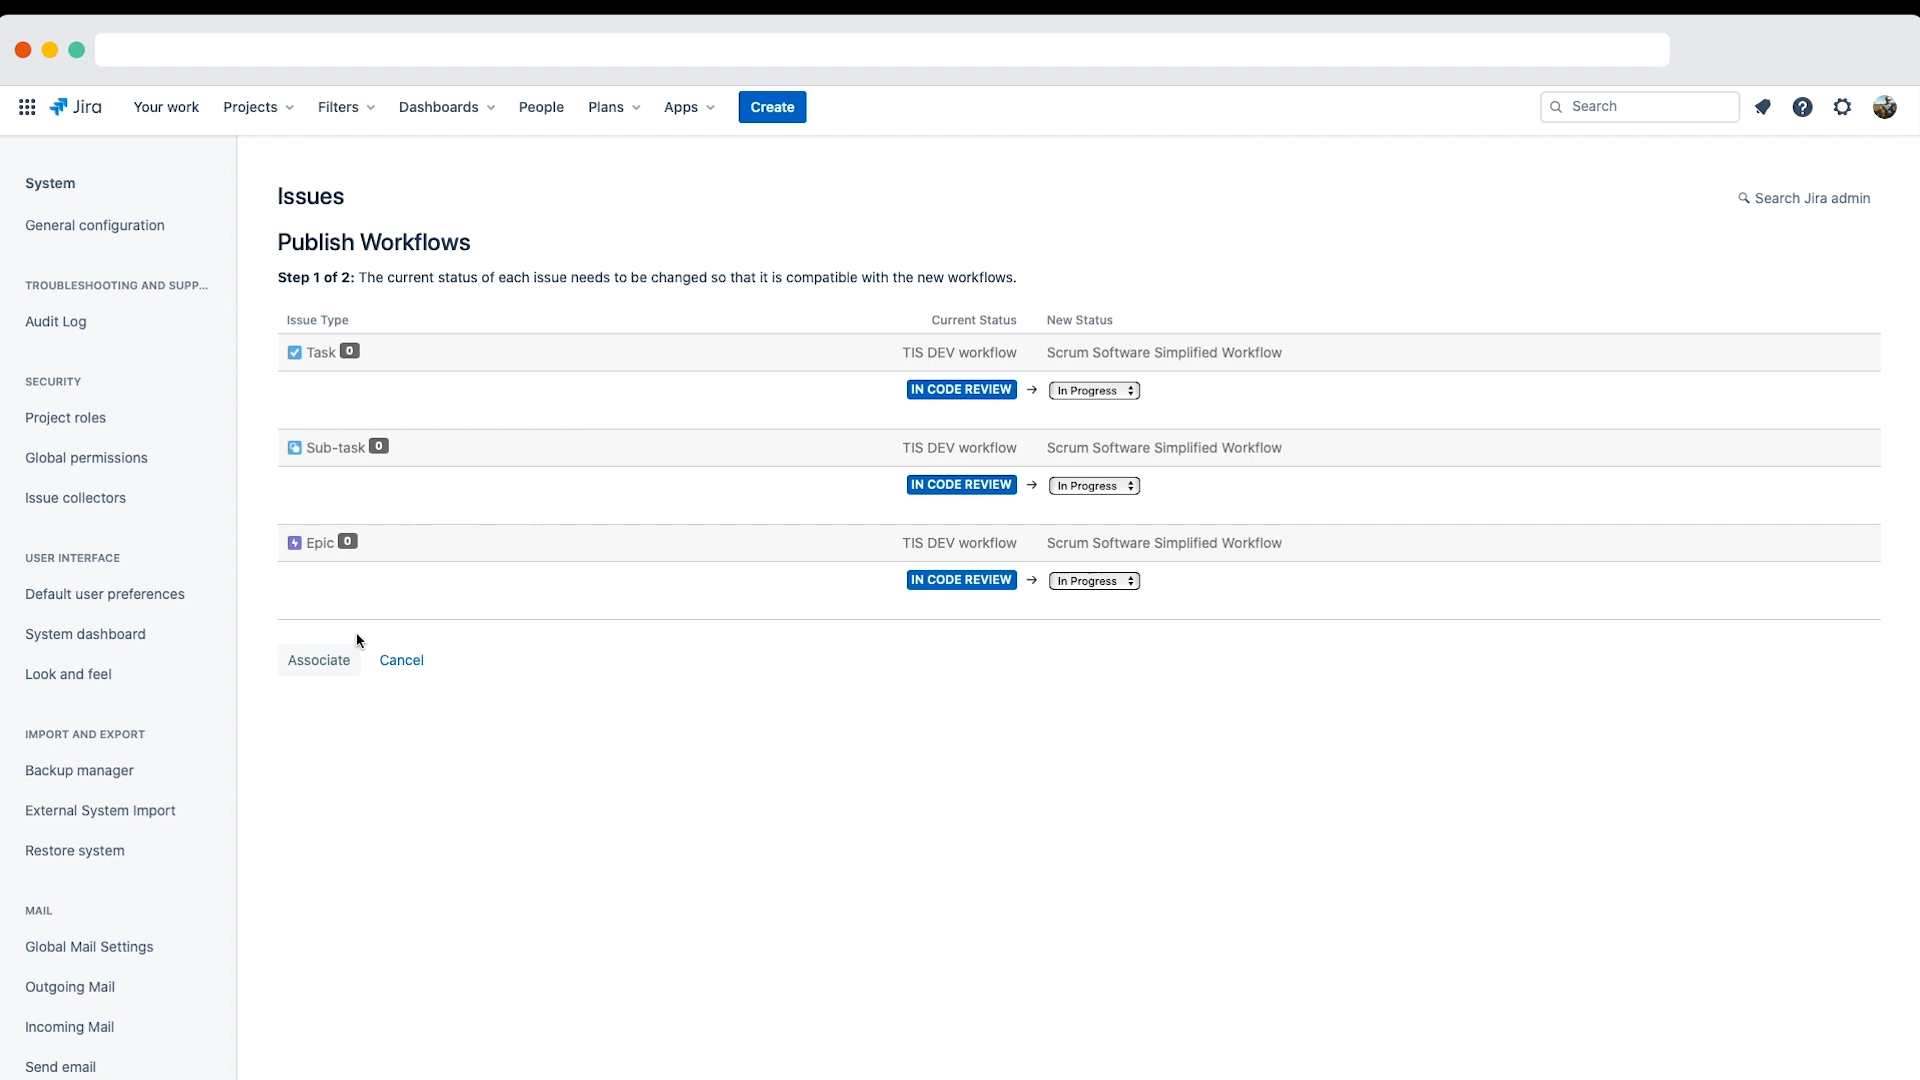 Jira
Your work
Projects
Filters
Dashboards
People
Plans
Apps
Create
Search
System
General configuration
TROUBLESHOOTING AND SUPP...
Audit Log
SECURITY
Project roles
Global permissions
Issue collectors
USER INTERFACE
Default user preferences
System dashboard
Look and feel
IMPORT AND EXPORT
Backup manager
External System Import
Restore system
MAIL
Global Mail Settings
Outgoing Mail
Incoming Mail
Send email
Issues
Search Jira admin
Publish Workflows
Step 1 of 2: The current status of each issue needs to be changed so that it is compatible with the new workflows.
Issue Type Current Status New Status
Task 0 TIS DEV workflow Scrum Software Simplified Workflow
IN CODE REVIEW → In Progress
Sub-task 0 TIS DEV workflow Scrum Software Simplified Workflow
IN CODE REVIEW → In Progress
Epic 0 TIS DEV workflow Scrum Software Simplified Workflow
IN CODE REVIEW → In Progress
Associate Cancel